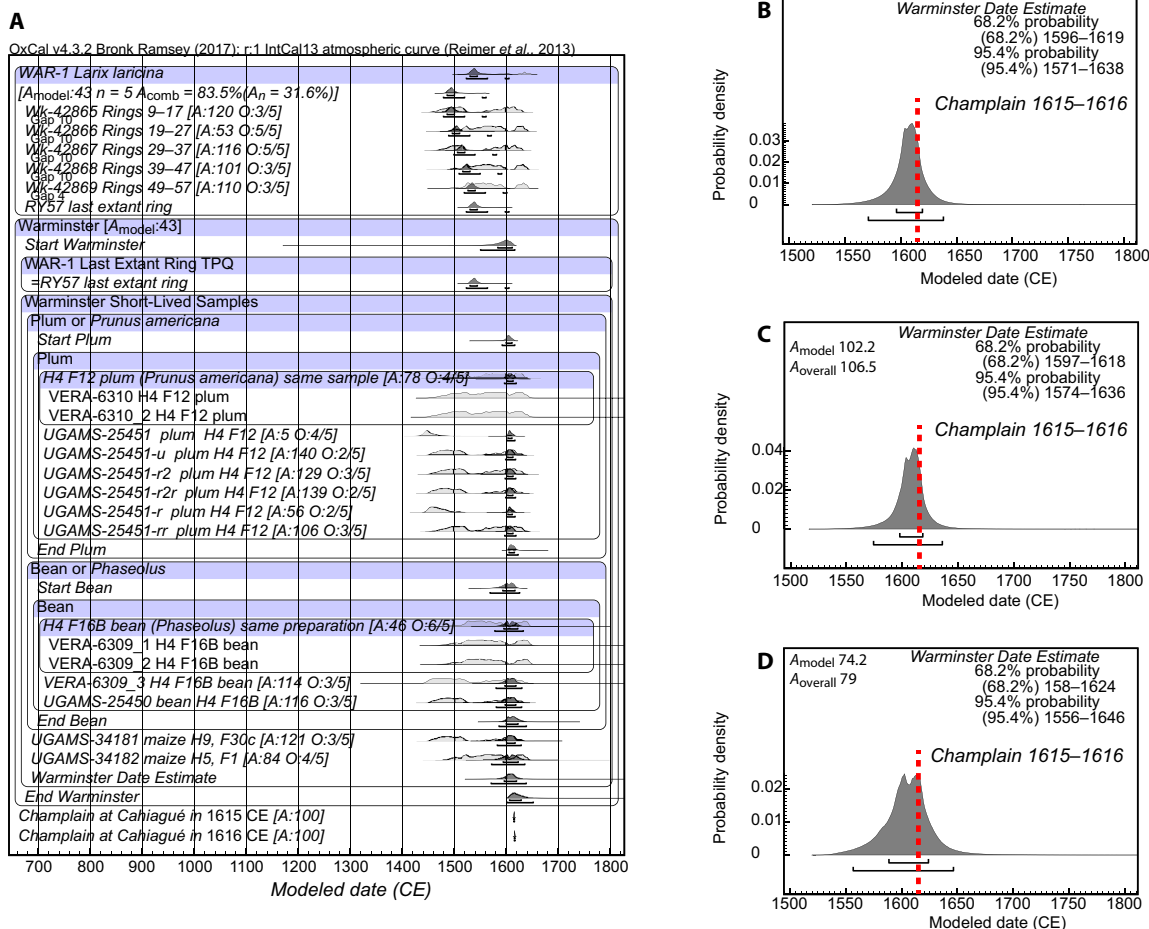 A
OxCal v4.3.2 Bronk Ramsey (2017); r:1 IntCal13 atmospheric curve (Reimer et al., 2013)
WAR-1 Larix laricina
[Amodel:43 n = 5 Acomb = 83.5%(An = 31.6%)]
Wk-42865 Rings 9–17 [A:120 O:3/5]
Gap 10
Wk-42866 Rings 19–27 [A:53 O:5/5]
Gap 10
Wk-42867 Rings 29–37 [A:116 O:5/5]
Gap 10
Wk-42868 Rings 39–47 [A:101 O:3/5]
Gap 10
Wk-42869 Rings 49–57 [A:110 O:3/5]
Gap 4
RY57 last extant ring
Warminster [Amodel:43]
Start Warminster
WAR-1 Last Extant Ring TPQ
=RY57 last extant ring
Warminster Short-Lived Samples
Plum or Prunus americana
Start Plum
Plum
H4 F12 plum (Prunus americana) same sample [A:78 O:4/5]
VERA-6310 H4 F12 plum
VERA-6310_2 H4 F12 plum
UGAMS-25451 plum H4 F12 [A:5 O:4/5]
UGAMS-25451-u plum H4 F12 [A:140 O:2/5]
UGAMS-25451-r2 plum H4 F12 [A:129 O:3/5]
UGAMS-25451-r2r plum H4 F12 [A:139 O:2/5]
UGAMS-25451-r plum H4 F12 [A:56 O:2/5]
UGAMS-25451-rr plum H4 F12 [A:106 O:3/5]
End Plum
Bean or Phaseolus
Start Bean
Bean
H4 F16B bean (Phaseolus) same preparation [A:46 O:6/5]
VERA-6309_1 H4 F16B bean
VERA-6309_2 H4 F16B bean
VERA-6309_3 H4 F16B bean [A:114 O:3/5]
UGAMS-25450 bean H4 F16B [A:116 O:3/5]
End Bean
UGAMS-34181 maize H9, F30c [A:121 O:3/5]
UGAMS-34182 maize H5, F1 [A:84 O:4/5]
Warminster Date Estimate
End Warminster
Champlain at Cahiagué in 1615 CE [A:100]
Champlain at Cahiagué in 1616 CE [A:100]
700 800 900 1000 1100 1200 1300 1400 1500 1600 1700 1800
Modeled date (CE)
B
Warminster Date Estimate
68.2% probability
(68.2%) 1596–1619
95.4% probability
(95.4%) 1571–1638
Champlain 1615–1616
Probability density
0.03
0.02
0.01
0
1500 1550 1600 1650 1700 1750 1800
Modeled date (CE)
C
Amodel 102.2
Aoverall 106.5
Warminster Date Estimate
68.2% probability
(68.2%) 1597–1618
95.4% probability
(95.4%) 1574–1636
Champlain 1615–1616
Probability density
0.04
0.02
0
1500 1550 1600 1650 1700 1750 1800
Modeled date (CE)
D
Amodel 74.2
Aoverall 79
Warminster Date Estimate
68.2% probability
(68.2%) 158–1624
95.4% probability
(95.4%) 1556–1646
Champlain 1615–1616
Probability density
0.02
0.01
0
1500 1550 1600 1650 1700 1750 1800
Modeled date (CE)